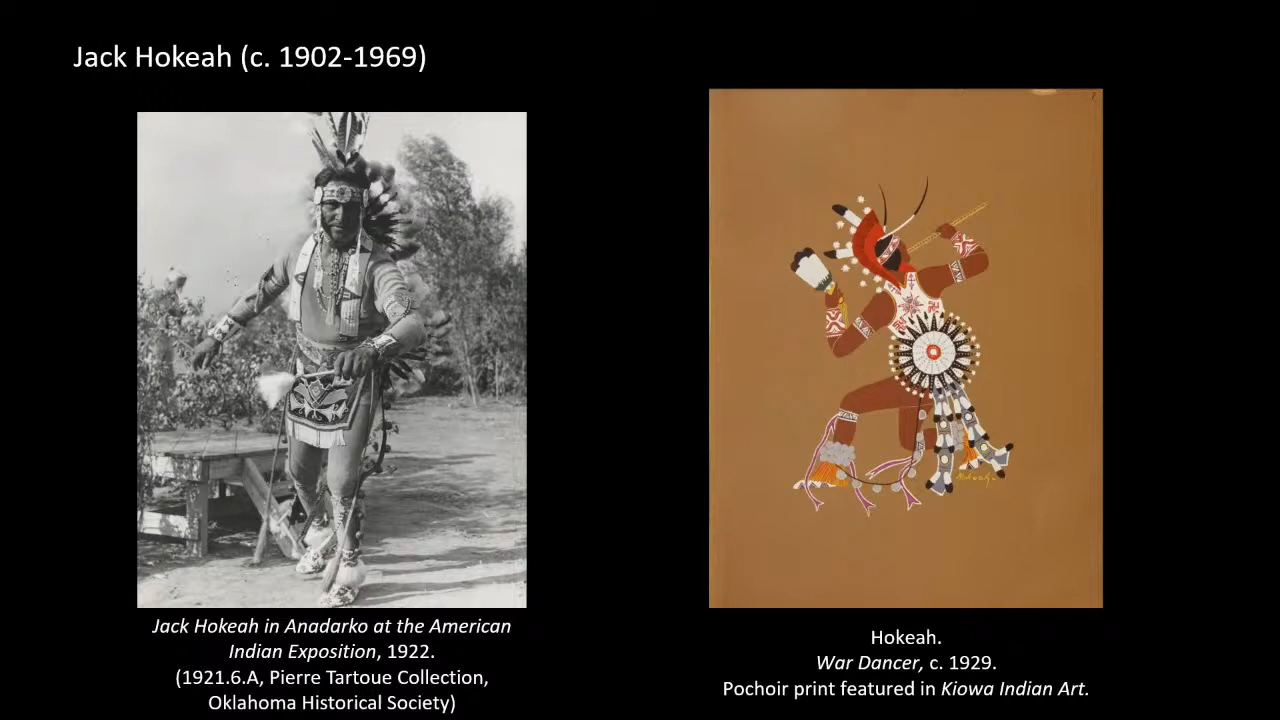 Jack Hokeah (c. 1902-1969)
Jack Hokeah in Anadarko at the American
Indian Exposition, 1922.
(1921.6.A, Pierre Tartoue Collection,
Oklahoma Historical Society)
Hokeah.
War Dancer, c. 1929.
Pochoir print featured in Kiowa Indian Art.